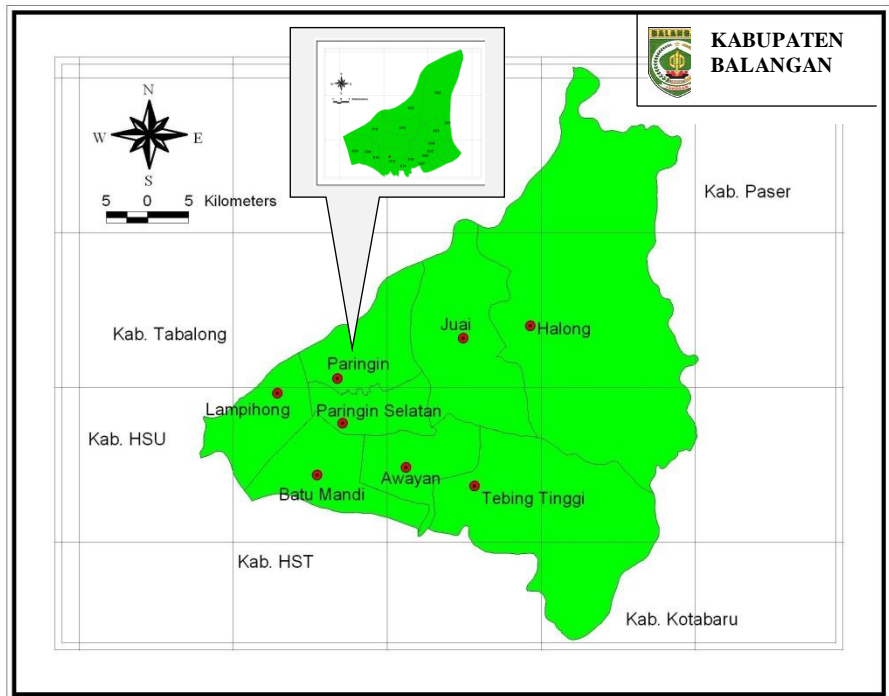 KABUPATEN
BALANGAN
BALANG
N
W E
S
5 0 5 Kilometers
Kab. Paser
Kab. Tabalong
Juai
Halong
Paringin
Lampihong
Paringin Selatan
Kab. HSU
Awayan
Batu Mandi
Tebing Tinggi
Kab. HST
Kab. Kotabaru